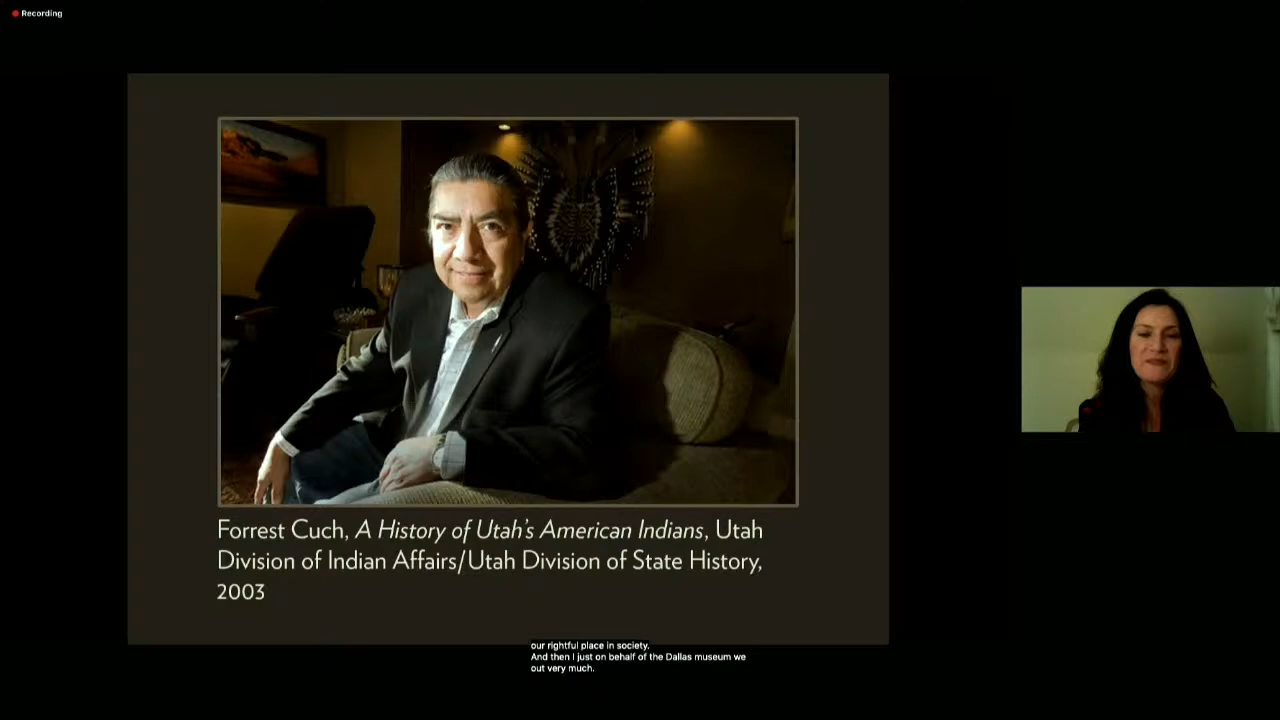 Recording
Forrest Cuch, A History of Utah's American Indians, Utah
Division of Indian Affairs/Utah Division of State History,
2003
our rightful place in society.
And then I just on behalf of the Dallas museum we
out very much.